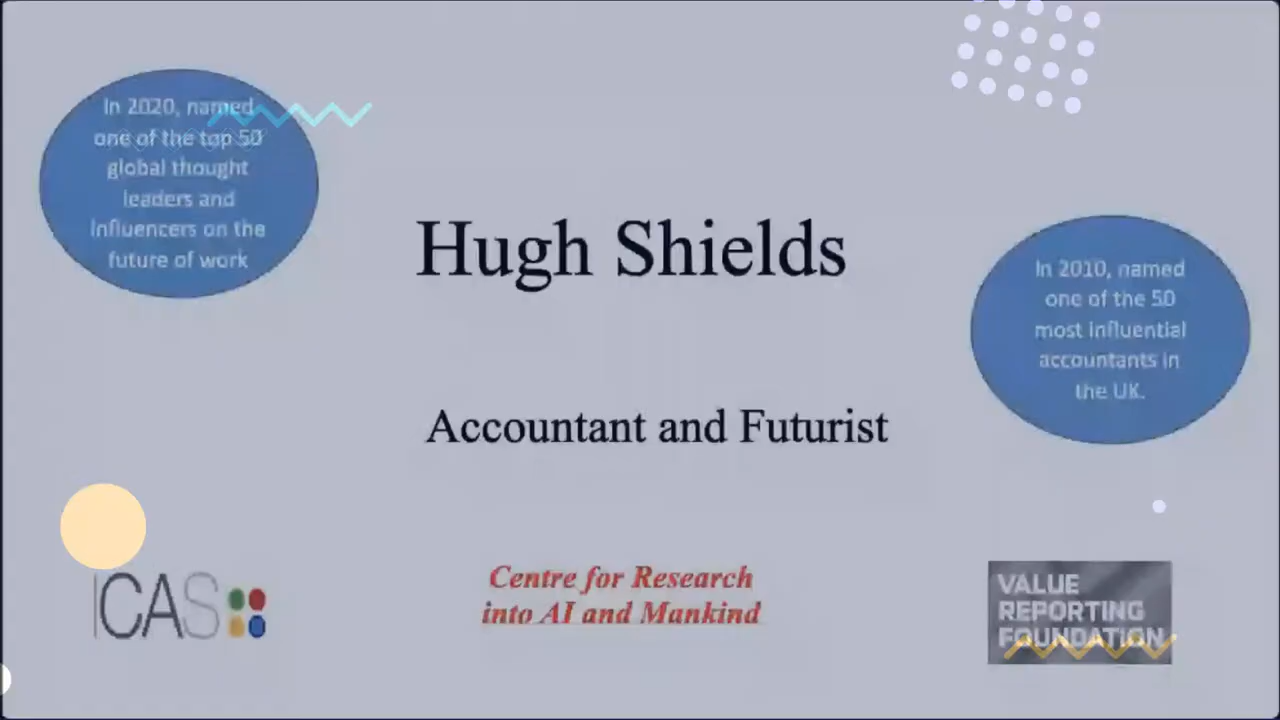 In 2020, named
one of the top 50
global thought
leaders and
influencers on the
future of work
Hugh Shields
In 2010, named
one of the 50
most influential
accountants in
the UK.
Accountant and Futurist
ICAS
Centre for Research
into AI and Mankind
VALUE
REPORTING
FOUNDATION